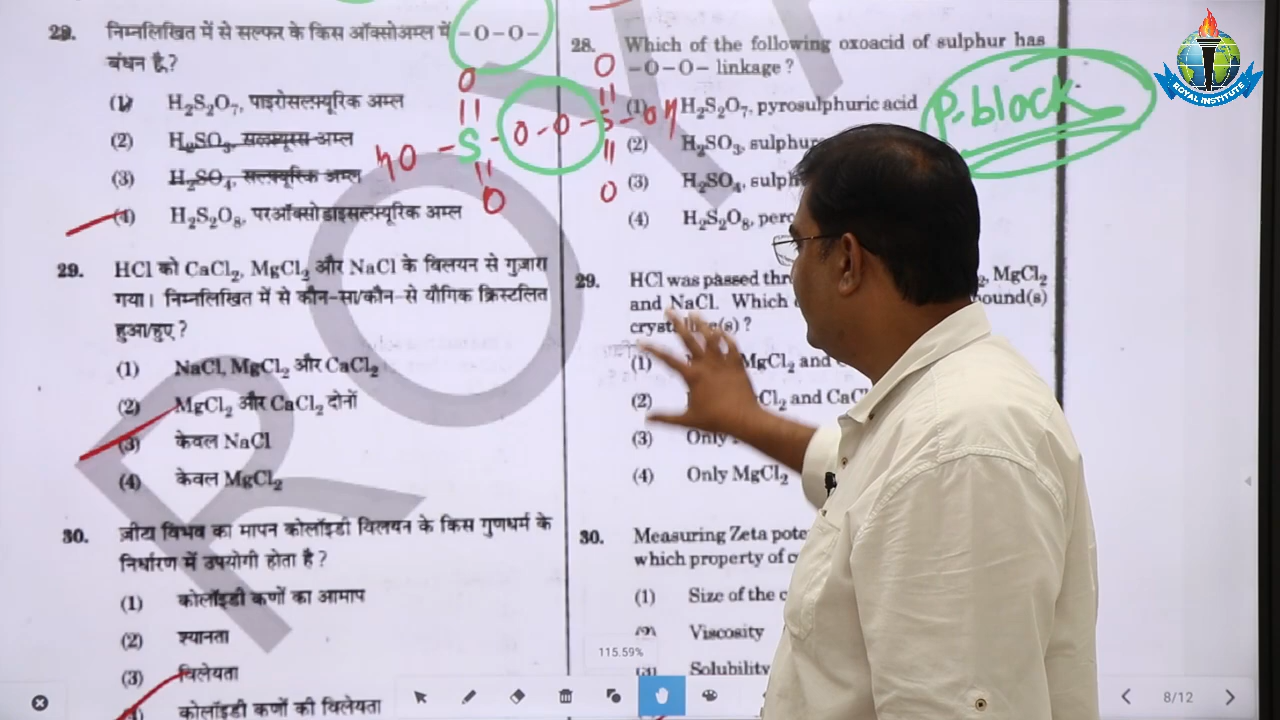 29. निम्नलिखित में से सल्फर के किस ऑक्सोअम्ल में –O–O–
बंधन है ?
(1) H₂S₂O₇, पाइरोसल्फ़्यूरिक अम्ल
(2) H₂SO₃, सल्फ़्यूरस अम्ल
(3) H₂SO₄, सल्फ़्यूरिक अम्ल
(4) H₂S₂O₈, परऑक्सोडाइसल्फ़्यूरिक अम्ल
29. HCl को CaCl₂, MgCl₂ और NaCl के विलयन से गुज़ारा
गया। निम्नलिखित में से कौन-सा/कौन-से यौगिक क्रिस्टलित
हुआ/हुए ?
(1) NaCl, MgCl₂ और CaCl₂
(2) MgCl₂ और CaCl₂ दोनों
(3) केवल NaCl
(4) केवल MgCl₂
30. ज़ीटा विभव का मापन कोलॉइडी विलयन के किस गुणधर्म के
निर्धारण में उपयोगी होता है ?
(1) कोलॉइडी कणों का आमाप
(2) श्यानता
(3) विलेयता
कोलॉइडी कणों की विलेयता
O O
HO – S – O – O – S – OH
O O
28. Which of the following oxoacid of sulphur has
–O–O– linkage ?
(1) H₂S₂O₇, pyrosulphuric acid
(2) H₂SO₃, sulphu
(3) H₂SO₄, sulph
(4) H₂S₂O₈, pero
P-block
29. HCl was passed thr , MgCl₂
and NaCl. Which ound(s)
cryst e(s) ?
(1) MgCl₂ and
(2) Cl₂ and CaC
(3) Only
(4) Only MgCl₂
30. Measuring Zeta pote
which property of c
(1) Size of the c
(2) Viscosity
(3) Solubility
115.59%
8/12
ROYAL INSTITUTE
ROY